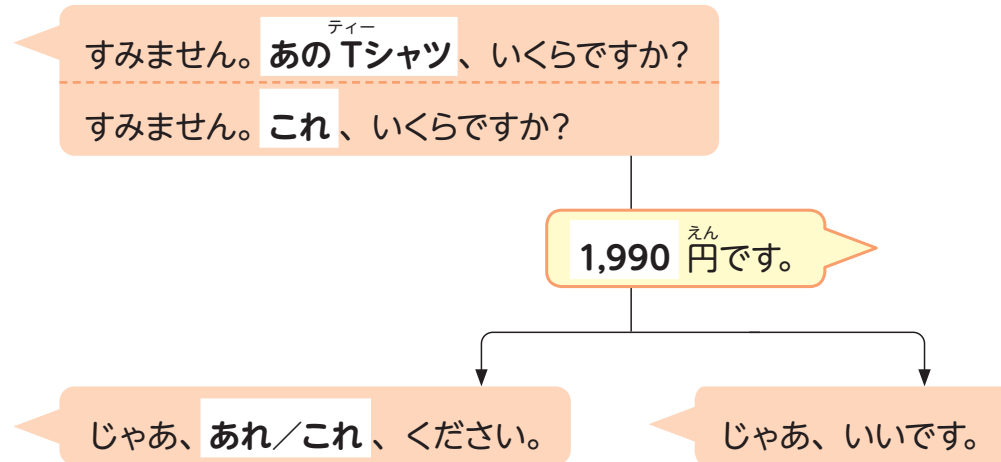 ティー
すみません。あの Tシャツ、いくらですか？
すみません。これ、いくらですか？
えん
1,990 円です。
じゃあ、あれ／これ、ください。
じゃあ、いいです。